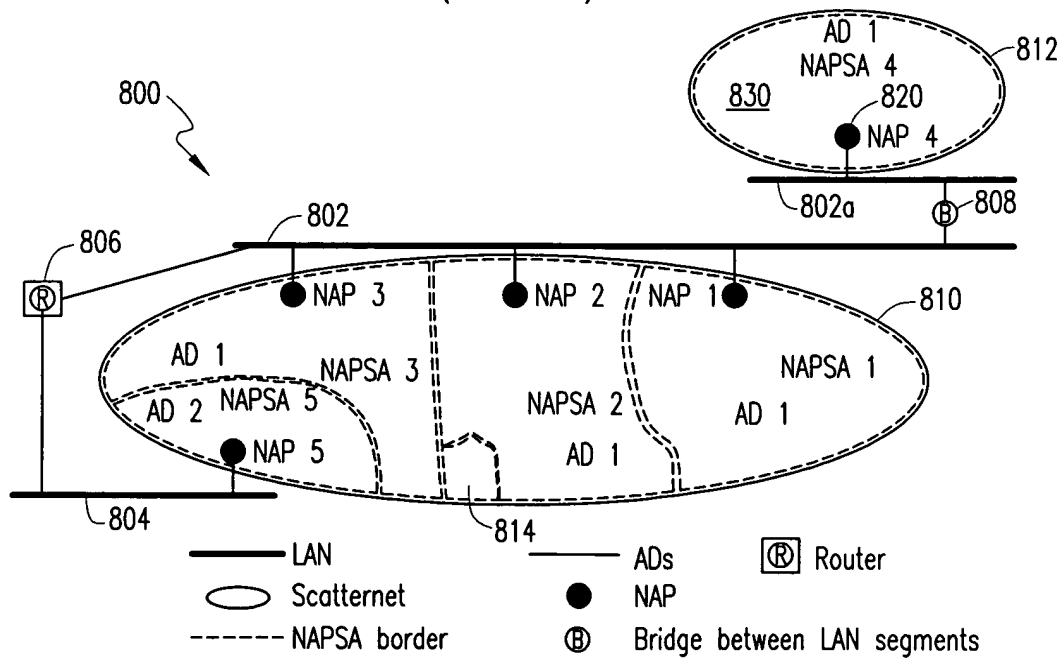 AD 1
NAPSA 4
812
830
820
NAP 4
800
802a
808
B
802
806
R
NAP 3
NAP 2
NAP 1
810
AD 1
NAPSA 3
NAPSA 1
AD 2
NAPSA 5
NAPSA 2
AD 1
NAP 5
AD 1
804
814
LAN
ADs
R Router
Scatternet
NAP
NAPSA border
B Bridge between LAN segments